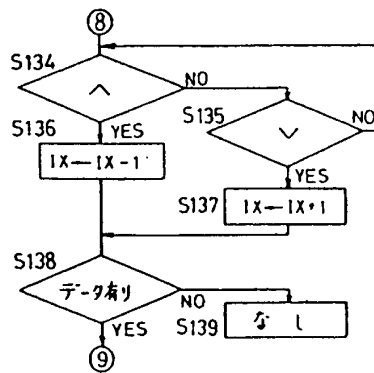 ⑧
S134
∧
NO
S135
∨
NO
S136
YES
IX←IX-1
YES
S137
IX←IX+1
S138
データ有り
NO
S139
なし
YES
⑨